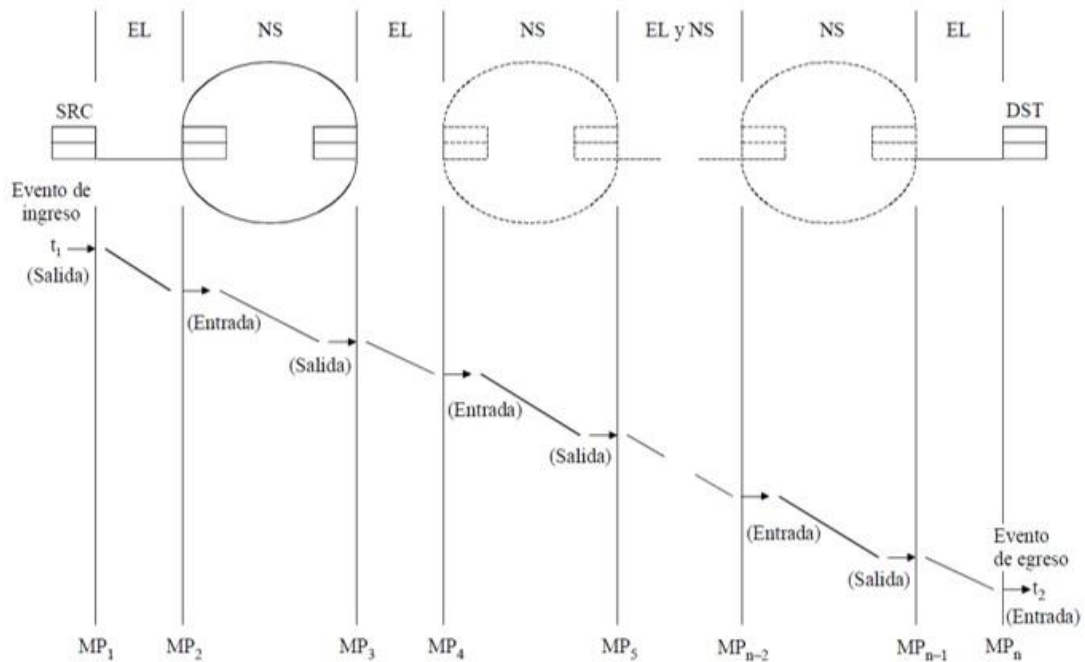 EL NS EL NS EL y NS NS EL
SRC DST
Evento de
ingreso
t1
(Salida)
(Entrada)
(Salida)
(Entrada)
(Salida)
(Entrada)
(Salida)
Evento
de egreso
t2
(Entrada)
MP1 MP2 MP3 MP4 MP5 MPn–2 MPn–1 MPn